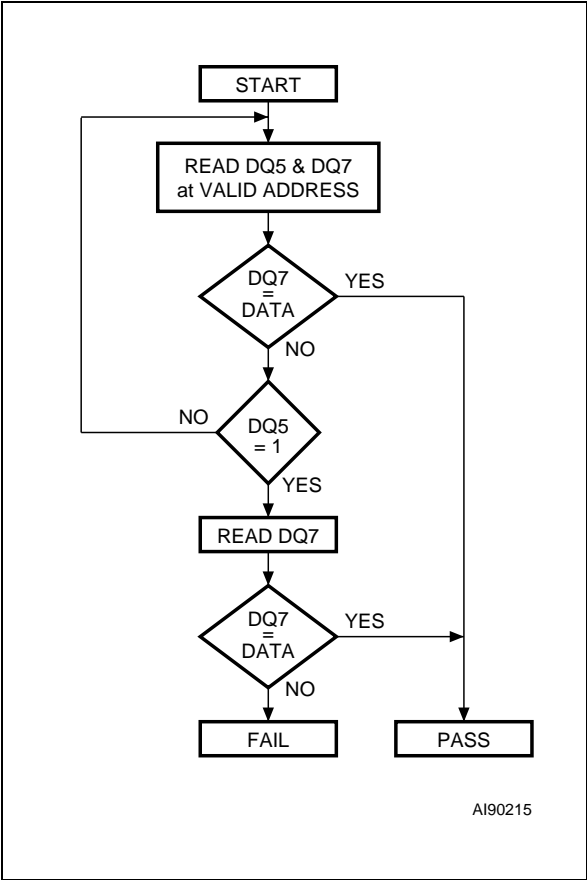 START
READ DQ5 & DQ7
at VALID ADDRESS
DQ7
=
DATA
YES
NO
DQ5
= 1
NO
YES
READ DQ7
DQ7
=
DATA
YES
NO
FAIL
PASS
AI90215